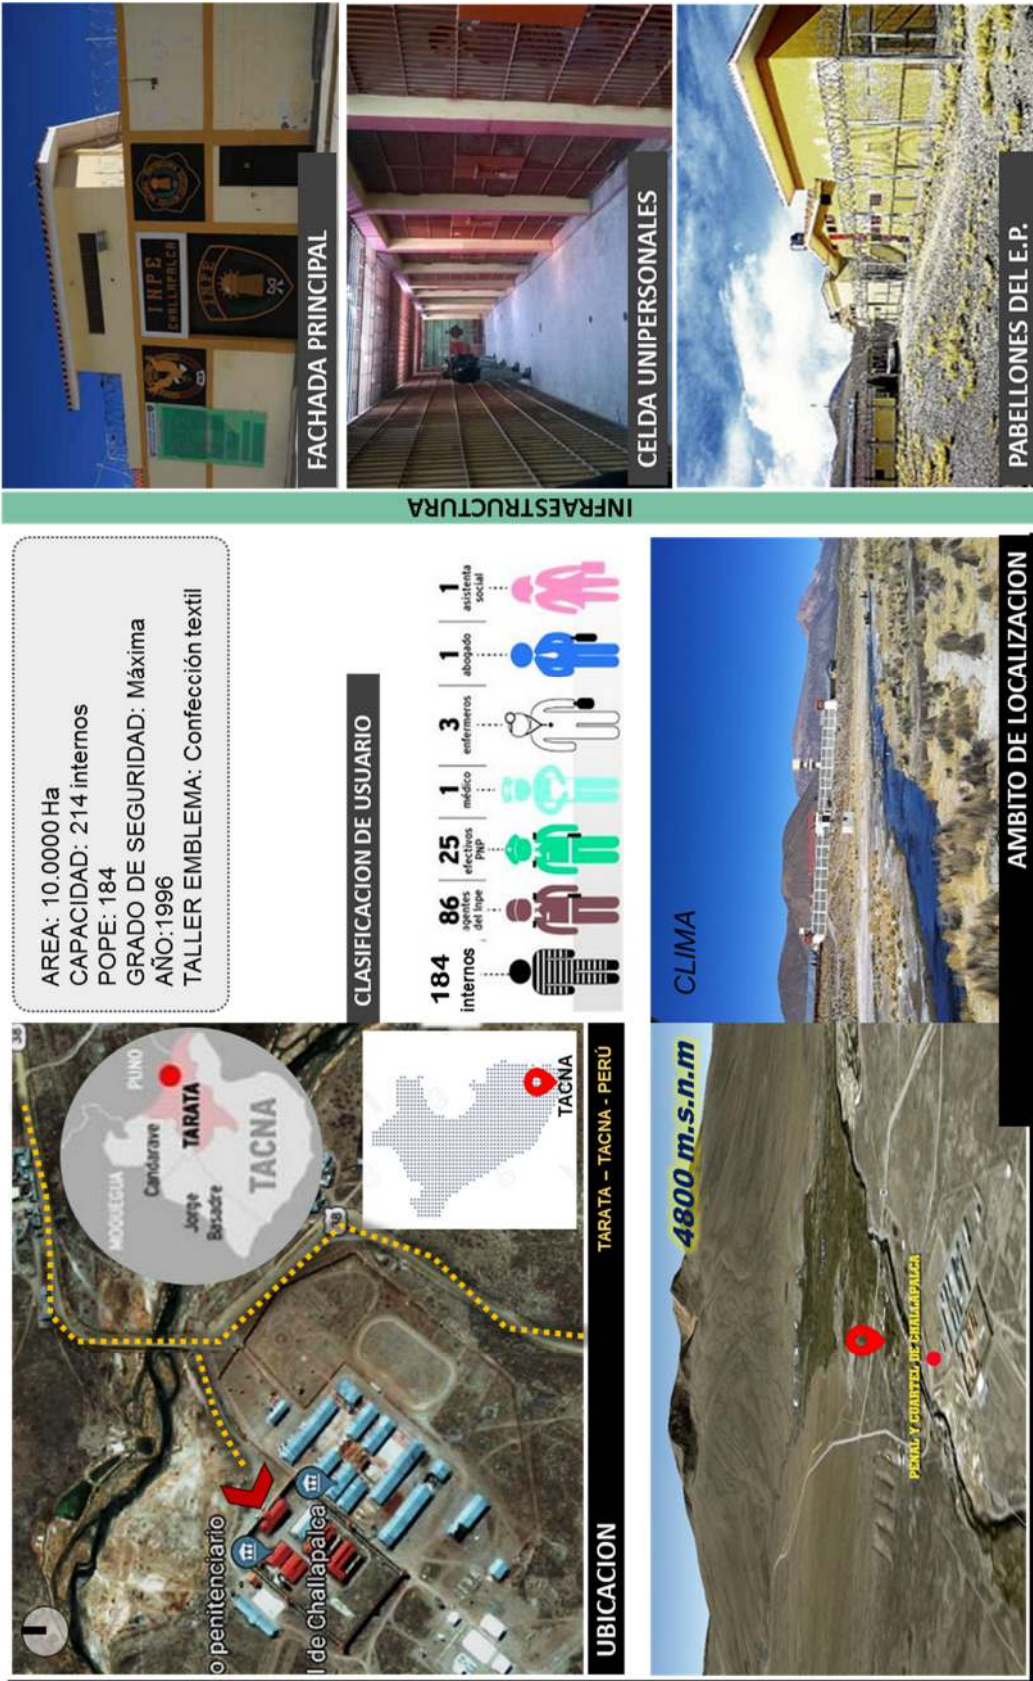 38
PUNO
MOQUEGUA
Candarave
TARATA
Jorge
Basadre
TACNA
38
TACNA
o penitenciario
l de Challapalca
UBICACION
TARATA – TACNA - PERÚ
AREA: 10.0000 Ha
CAPACIDAD: 214 internos
POPE: 184
GRADO DE SEGURIDAD: Máxima
AÑO:1996
TALLER EMBLEMA: Confección textil
CLASIFICACION DE USUARIO
184
internos
86
agentes
del Inpe
25
efectivos
PNP
1
médico
3
enfermeros
1
abogado
1
asistenta
social
4800 m.s.n.m
PENAL Y CUARTEL DE CHALLAPALCA
CLIMA
AMBITO DE LOCALIZACION
INFRAESTRUCTURA
INPE
CHALLAPALCA
INPE
FACHADA PRINCIPAL
CELDA UNIPERSONALES
PABELLONES DEL E.P.